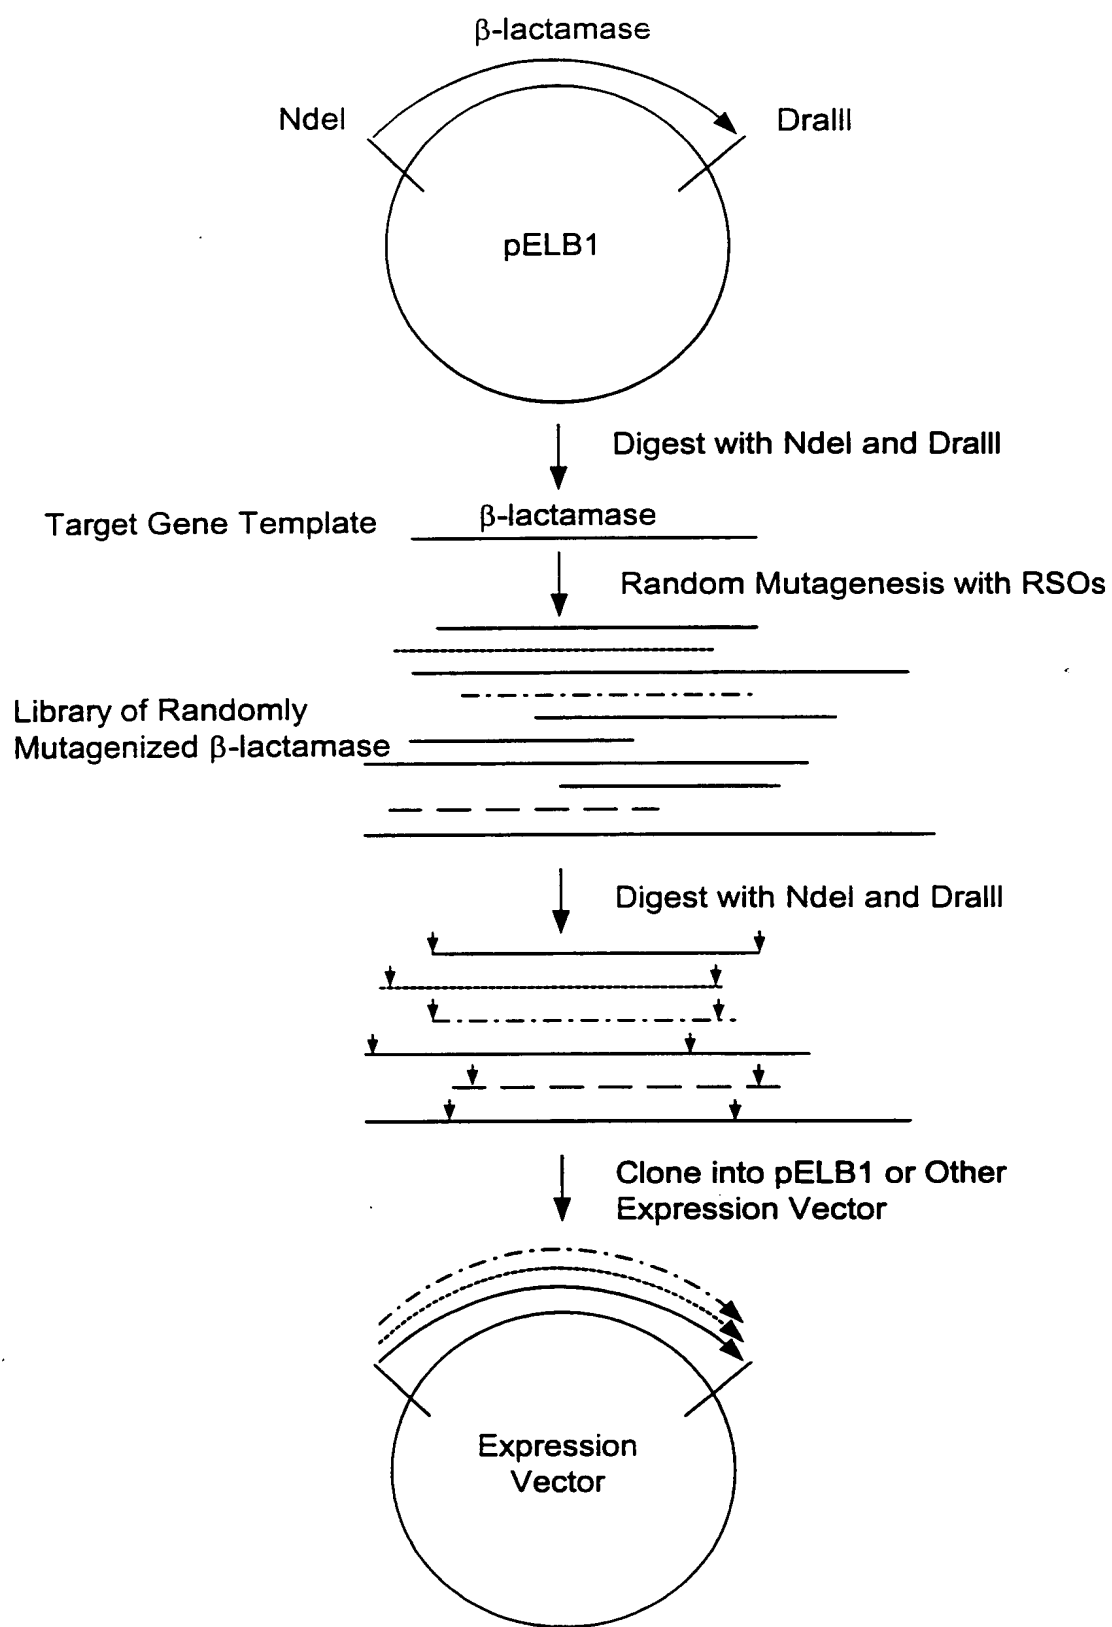 β-lactamase
NdeI
DraIII
pELB1
Digest with NdeI and DraIII
Target Gene Template
β-lactamase
Random Mutagenesis with RSOs
Library of Randomly
Mutagenized β-lactamase
Digest with NdeI and DraIII
Clone into pELB1 or Other
Expression Vector
Expression
Vector